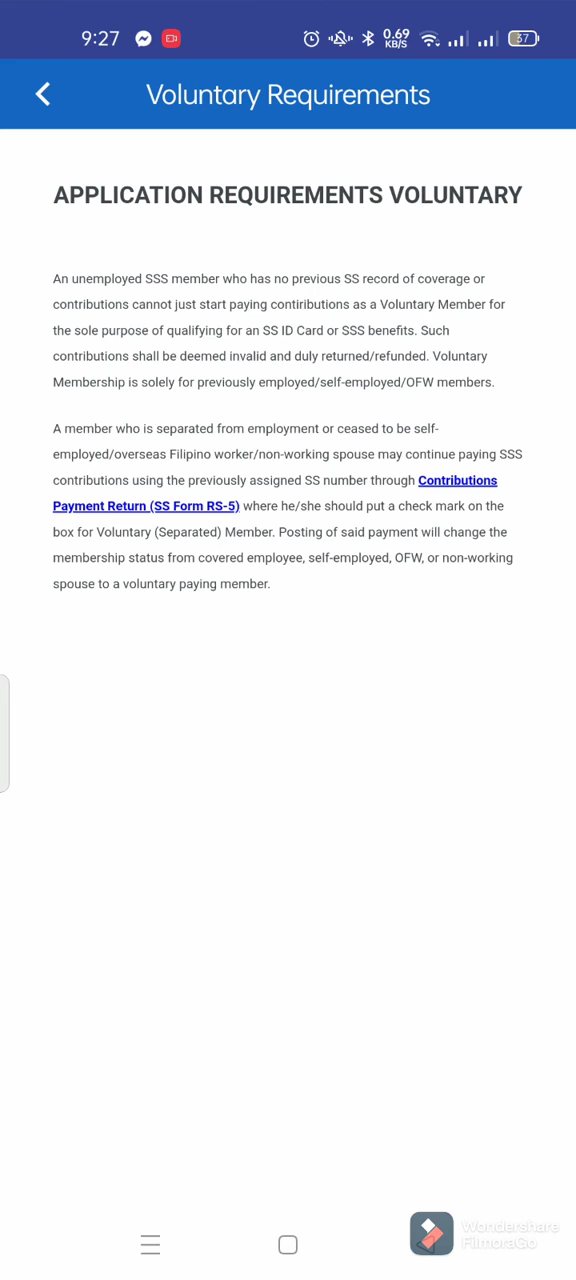 9:27
0.69
KB/S
37
Voluntary Requirements
APPLICATION REQUIREMENTS VOLUNTARY
An unemployed SSS member who has no previous SS record of coverage or
contributions cannot just start paying contiributions as a Voluntary Member for
the sole purpose of qualifying for an SS ID Card or SSS benefits. Such
contributions shall be deemed invalid and duly returned/refunded. Voluntary
Membership is solely for previously employed/self-employed/OFW members.
A member who is separated from employment or ceased to be self-
employed/overseas Filipino worker/non-working spouse may continue paying SSS
contributions using the previously assigned SS number through Contributions
Payment Return (SS Form RS-5) where he/she should put a check mark on the
box for Voluntary (Separated) Member. Posting of said payment will change the
membership status from covered employee, self-employed, OFW, or non-working
spouse to a voluntary paying member.
Wondershare
FilmoraGo